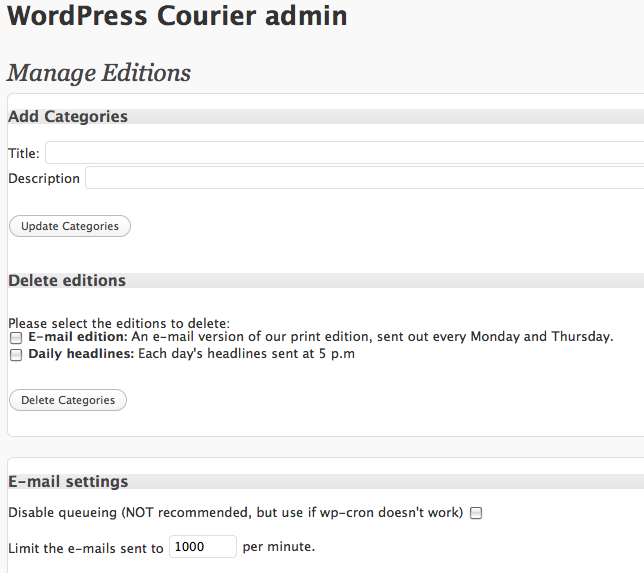 WordPress Courier admin
Manage Editions
Add Categories
Title:
Description
Update Categories
Delete editions
Please select the editions to delete:
E-mail edition: An e-mail version of our print edition, sent out every Monday and Thursday.
Daily headlines: Each day's headlines sent at 5 p.m
Delete Categories
E-mail settings
Disable queueing (NOT recommended, but use if wp-cron doesn't work)
Limit the e-mails sent to 1000 per minute.